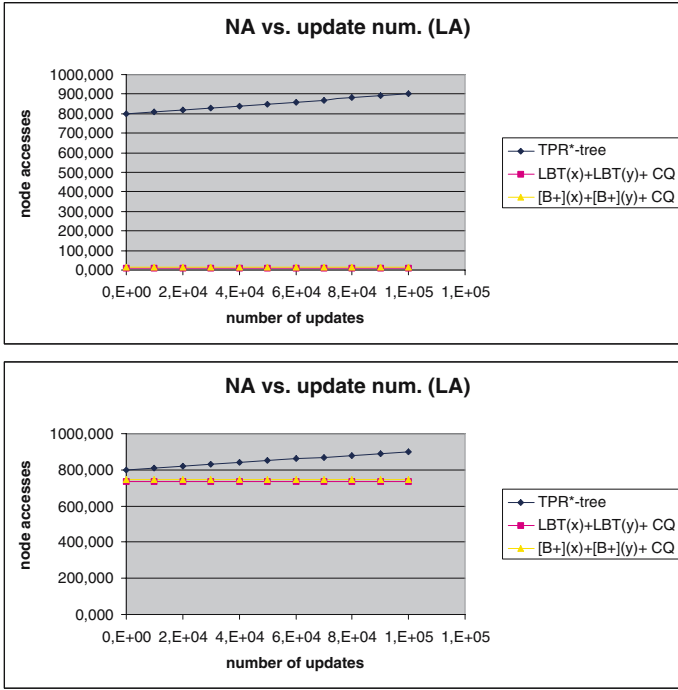 NA vs. update num. (LA)
1000,000
900,000
800,000
700,000
600,000
500,000
400,000
300,000
200,000
100,000
0,000
node accesses
0,E+00 2,E+04 4,E+04 6,E+04 8,E+04 1,E+05 1,E+05
number of updates
TPR*-tree
LBT(x)+LBT(y)+ CQ
[B+](x)+[B+](y)+ CQ
NA vs. update num. (LA)
1000,000
800,000
600,000
400,000
200,000
0,000
node accesses
0,E+00 2,E+04 4,E+04 6,E+04 8,E+04 1,E+05 1,E+05
number of updates
TPR*-tree
LBT(x)+LBT(y)+ CQ
[B+](x)+[B+](y)+ CQ